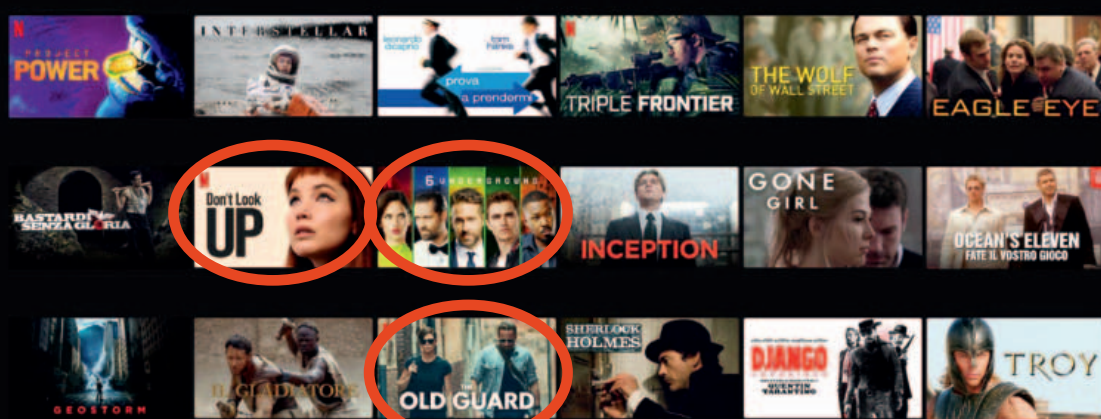 N
PROJECT
POWER
INTERSTELLAR
leonardo
dicaprio
tom
hanks
prova
a prendermi
N
TRIPLE FRONTIER
THE WOLF
OF WALL STREET
EAGLE EYE
BASTARDI
SENZA GLORIA
N
Don't Look
UP
6 UNDERGROUND
INCEPTION
GONE
GIRL
OCEAN'S ELEVEN
FATE IL VOSTRO GIOCO
GEOSTORM
IL GLADIATORE
THE
OLD GUARD
SHERLOCK
HOLMES
DJANGO
QUENTIN
TARANTINO
TROY